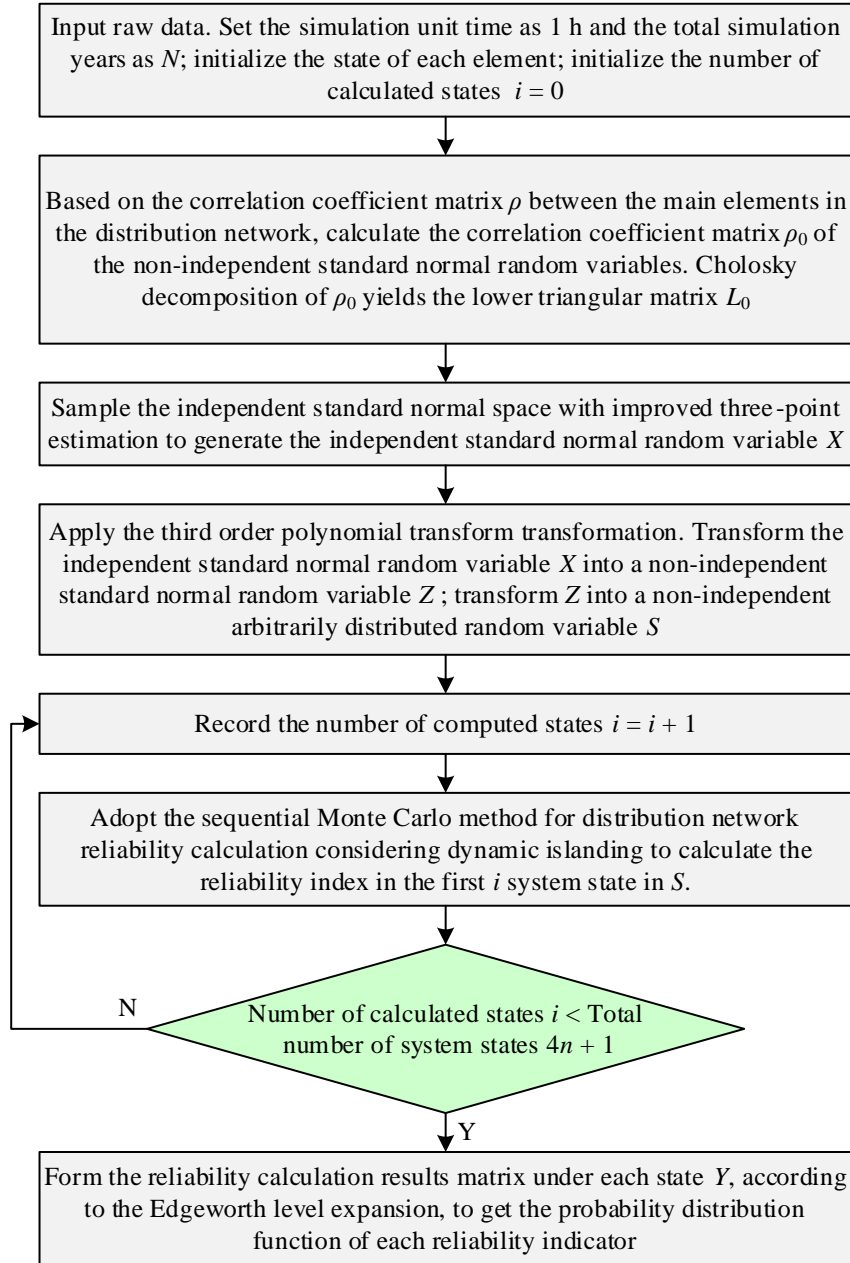 Input raw data. Set the simulation unit time as 1 h and the total simulation
years as N; initialize the state of each element; initialize the number of
calculated states i = 0
Based on the correlation coefficient matrix ρ between the main elements in
the distribution network, calculate the correlation coefficient matrix ρ₀ of
the non-independent standard normal random variables. Cholosky
decomposition of ρ₀ yields the lower triangular matrix L₀
Sample the independent standard normal space with improved three-point
estimation to generate the independent standard normal random variable X
Apply the third order polynomial transform transformation. Transform the
independent standard normal random variable X into a non-independent
standard normal random variable Z ; transform Z into a non-independent
arbitrarily distributed random variable S
Record the number of computed states i = i + 1
Adopt the sequential Monte Carlo method for distribution network
reliability calculation considering dynamic islanding to calculate the
reliability index in the first i system state in S.
N
Number of calculated states i < Total
number of system states 4n + 1
Y
Form the reliability calculation results matrix under each state Y, according
to the Edgeworth level expansion, to get the probability distribution
function of each reliability indicator